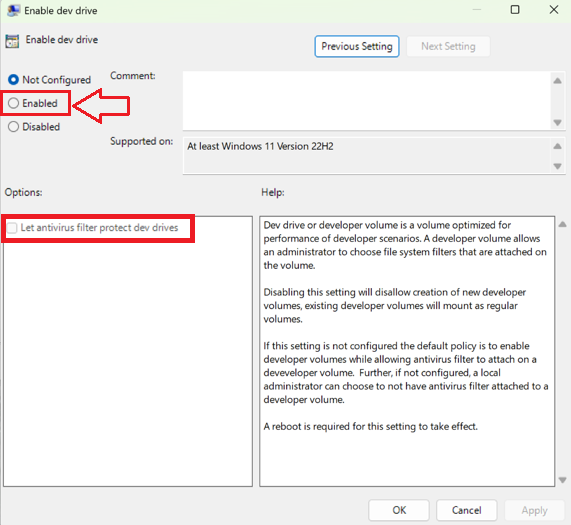 Enable dev drive
Enable dev drive
Previous Setting
Next Setting
Not Configured
Comment:
Enabled
Disabled
Supported on:
At least Windows 11 Version 22H2
Options:
Help:
Let antivirus filter protect dev drives
Dev drive or developer volume is a volume optimized for
performance of developer scenarios. A developer volume allows
an administrator to choose file system filters that are attached on
the volume.
Disabling this setting will disallow creation of new developer
volumes, existing developer volumes will mount as regular
volumes.
If this setting is not configured the default policy is to enable
developer volumes while allowing antivirus filter to attach on a
deveveloper volume.  Further, if not configured, a local
administrator can choose to not have antivirus filter attached to a
developer volume.
A reboot is required for this setting to take effect.
OK
Cancel
Apply